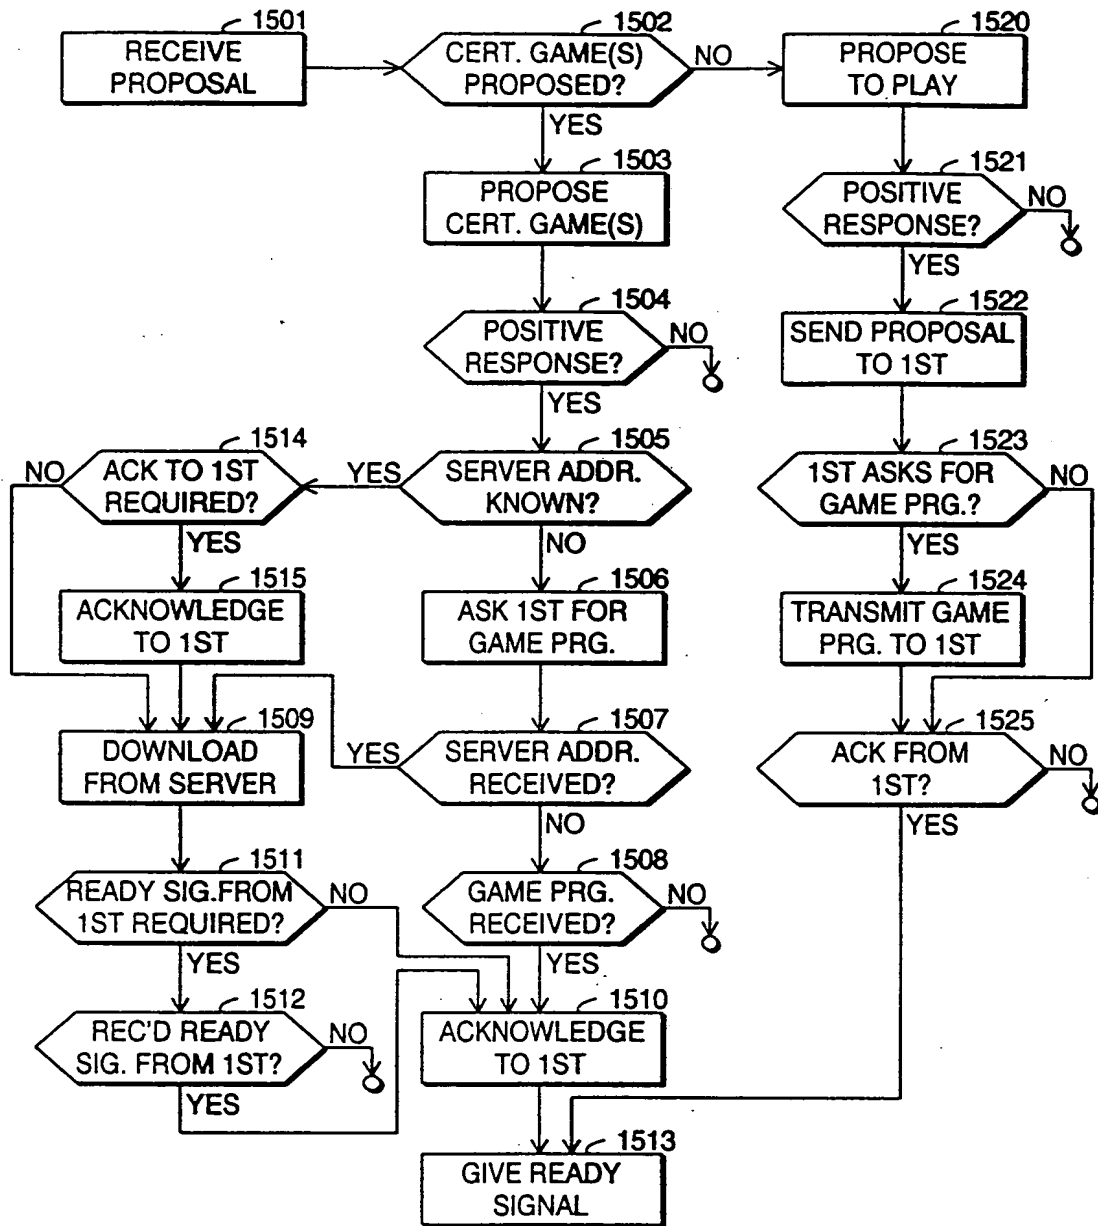 1501
RECEIVE
PROPOSAL
1502
CERT. GAME(S)
PROPOSED?
NO
YES
1520
PROPOSE
TO PLAY
1503
PROPOSE
CERT. GAME(S)
1521
POSITIVE
RESPONSE?
NO
YES
1504
POSITIVE
RESPONSE?
NO
YES
1522
SEND PROPOSAL
TO 1ST
1514
ACK TO 1ST
REQUIRED?
NO
YES
1505
SERVER ADDR.
KNOWN?
YES
NO
1523
1ST ASKS FOR
GAME PRG.?
NO
YES
1515
ACKNOWLEDGE
TO 1ST
1506
ASK 1ST FOR
GAME PRG.
1524
TRANSMIT GAME
PRG. TO 1ST
1509
DOWNLOAD
FROM SERVER
1507
SERVER ADDR.
RECEIVED?
YES
NO
1525
ACK FROM
1ST?
NO
YES
1511
READY SIG.FROM
1ST REQUIRED?
NO
YES
1508
GAME PRG.
RECEIVED?
NO
YES
1512
REC'D READY
SIG. FROM 1ST?
NO
YES
1510
ACKNOWLEDGE
TO 1ST
1513
GIVE READY
SIGNAL